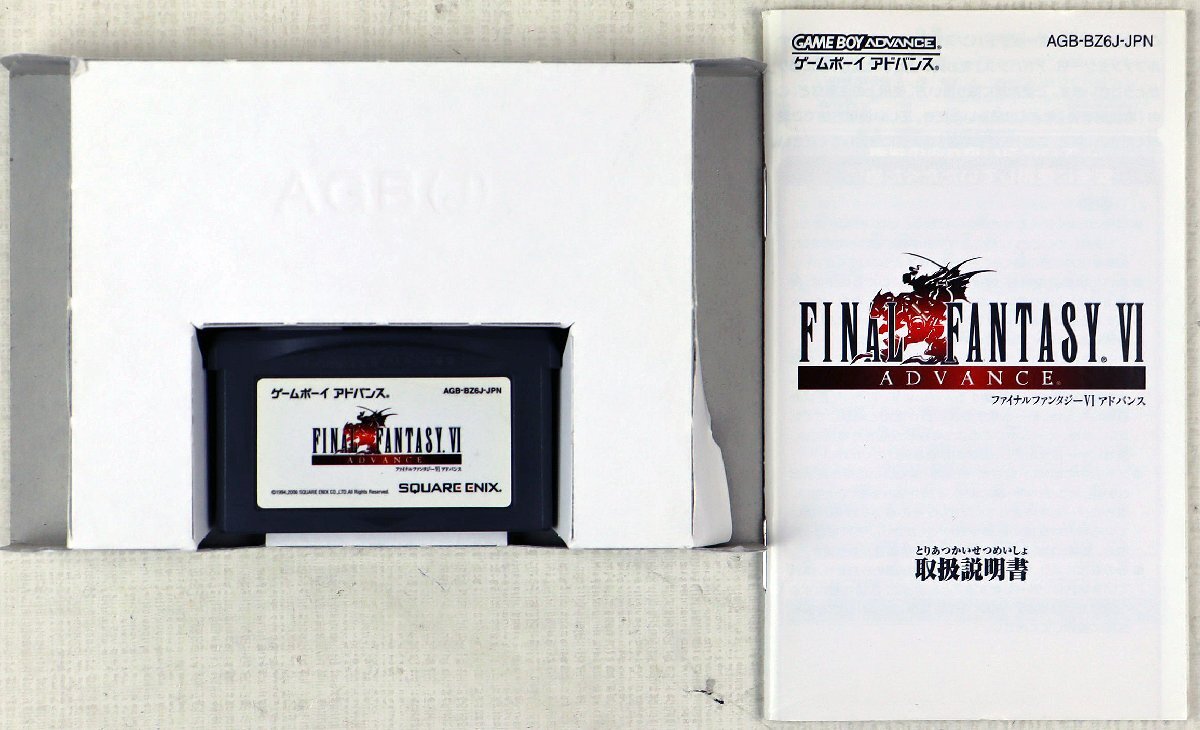 AGB(J)
ゲームボーイ アドバンス®
AGB-BZ6J-JPN
FINAL FANTASY® VI
ADVANCE
ファイナルファンタジーVI アドバンス
©1994,2006 SQUARE ENIX CO.,LTD.All Rights Reserved.
SQUARE ENIX®
GAME BOY ADVANCE®
AGB-BZ6J-JPN
ゲームボーイ アドバンス®
FINAL FANTASY® VI
ADVANCE®
ファイナルファンタジーVI アドバンス
とりあつかいせつめいしょ
取扱説明書